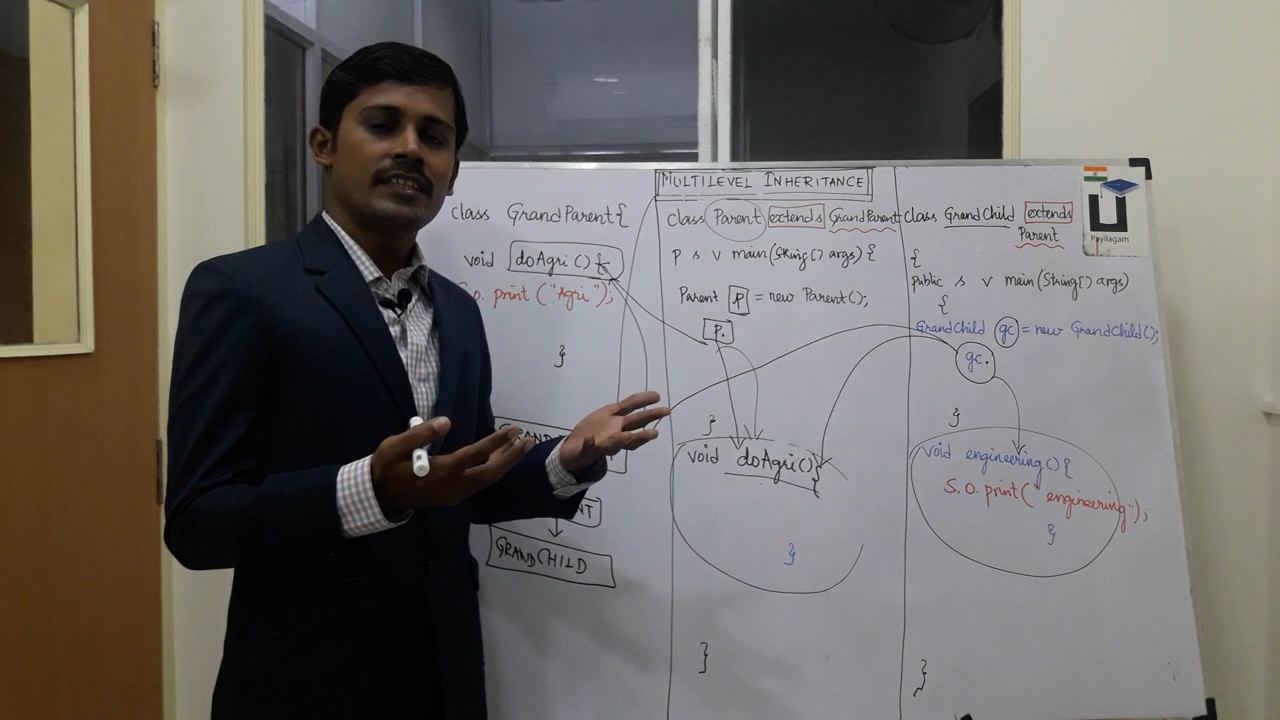 MULTILEVEL INHERITANCE
class GrandParent{
void doAgri(){
S.o. print ("Agri");
}
GRANDCHILD
class Parent extends GrandParent
p s v main(String[] args) {
Parent p = new Parent();
p.
}
void doAgri(){
}
}
class GrandChild extends
Parent
{
public s v main(String[] args)
{
GrandChild gc = new GrandChild();
gc.
}
void engineering(){
S.O.print("engineering");
}
}
Payilagam